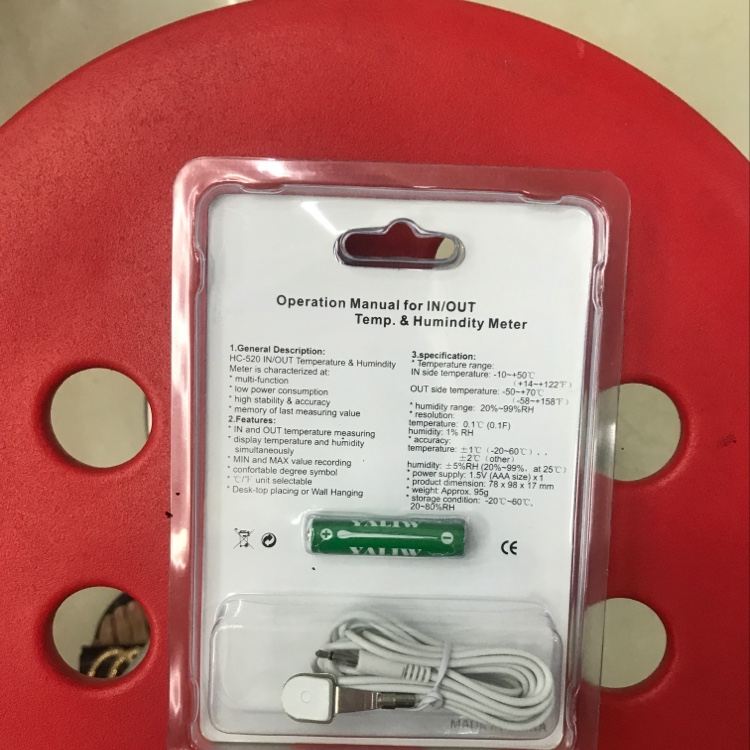 Operation Manual for IN/OUT
Temp. & Humindity Meter
1.General Description:
HC-520 IN/OUT Temperature & Humindity
Meter is characterized at:
* multi-function
* low power consumption
* high stability & accuracy
* memory of last measuring value
2.Features:
* IN and OUT temperature measuring
* display temperature and humidity
simultaneously
* MIN and MAX value recording
* confortable degree symbol
* °C/°F unit selectable
* Desk-top placing or Wall Hanging
3.specification:
* Temperature range:
IN side temperature: -10~+50℃
(+14~+122℉)
OUT side temperature: -50~+70℃
(-58~+158℉)
* humidity range: 20%~99%RH
* resolution:
temperature: 0.1℃ (0.1F)
humidity: 1% RH
* accuracy:
temperature: ±1℃ (-20~60℃) , .
±2℃ (other)
humidity: ±5%RH (20%~99%, at 25℃)
* power supply: 1.5V (AAA size) x 1
* product dimension: 78 x 98 x 17 mm
* weight: Approx. 95g
* storage condition: -20℃~60℃,
20~80%RH
YALIW
YALIW
CE